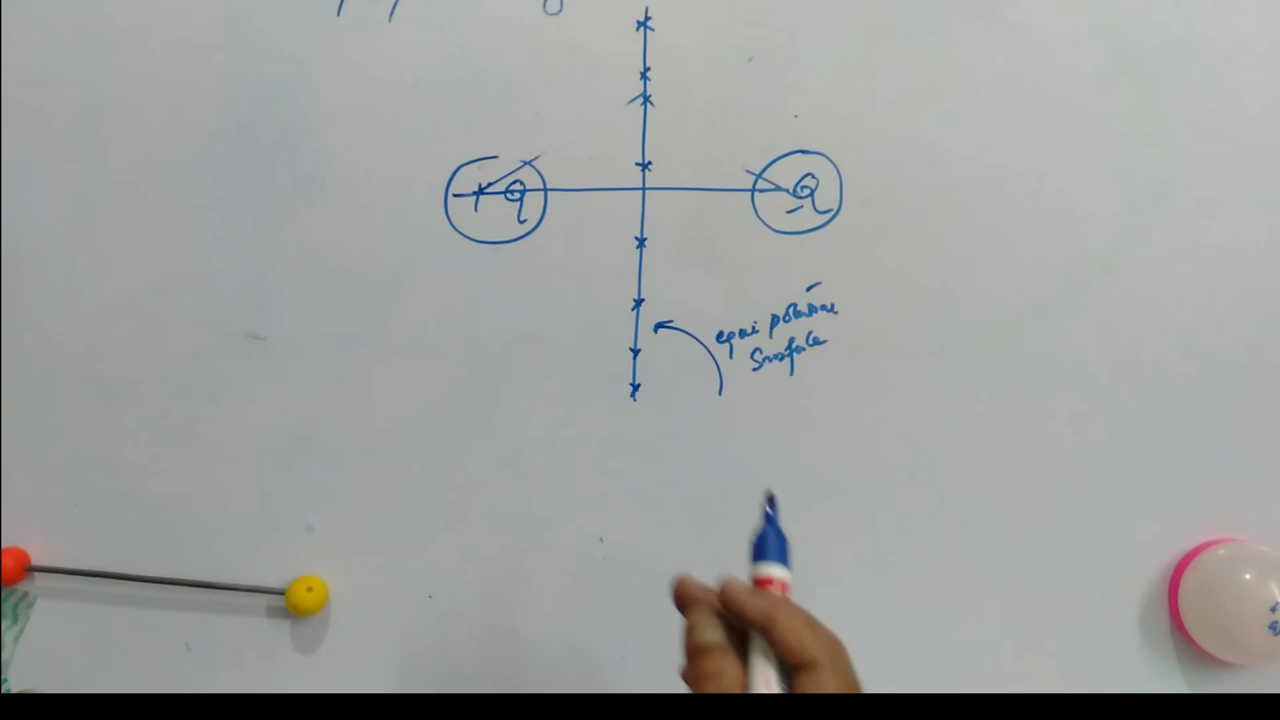 +Q
-Q
equi potential
Surface